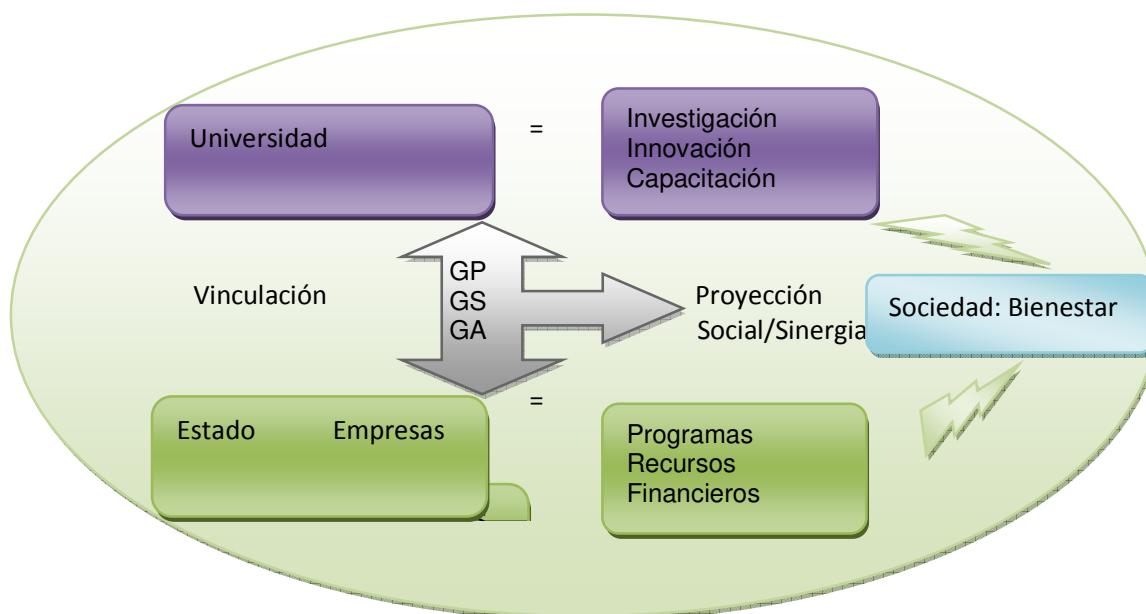 Universidad
=
Investigación
Innovación
Capacitación
Vinculación
GP
GS
GA
Proyección
Social/Sinergia
Sociedad: Bienestar
Estado Empresas
=
Programas
Recursos
Financieros